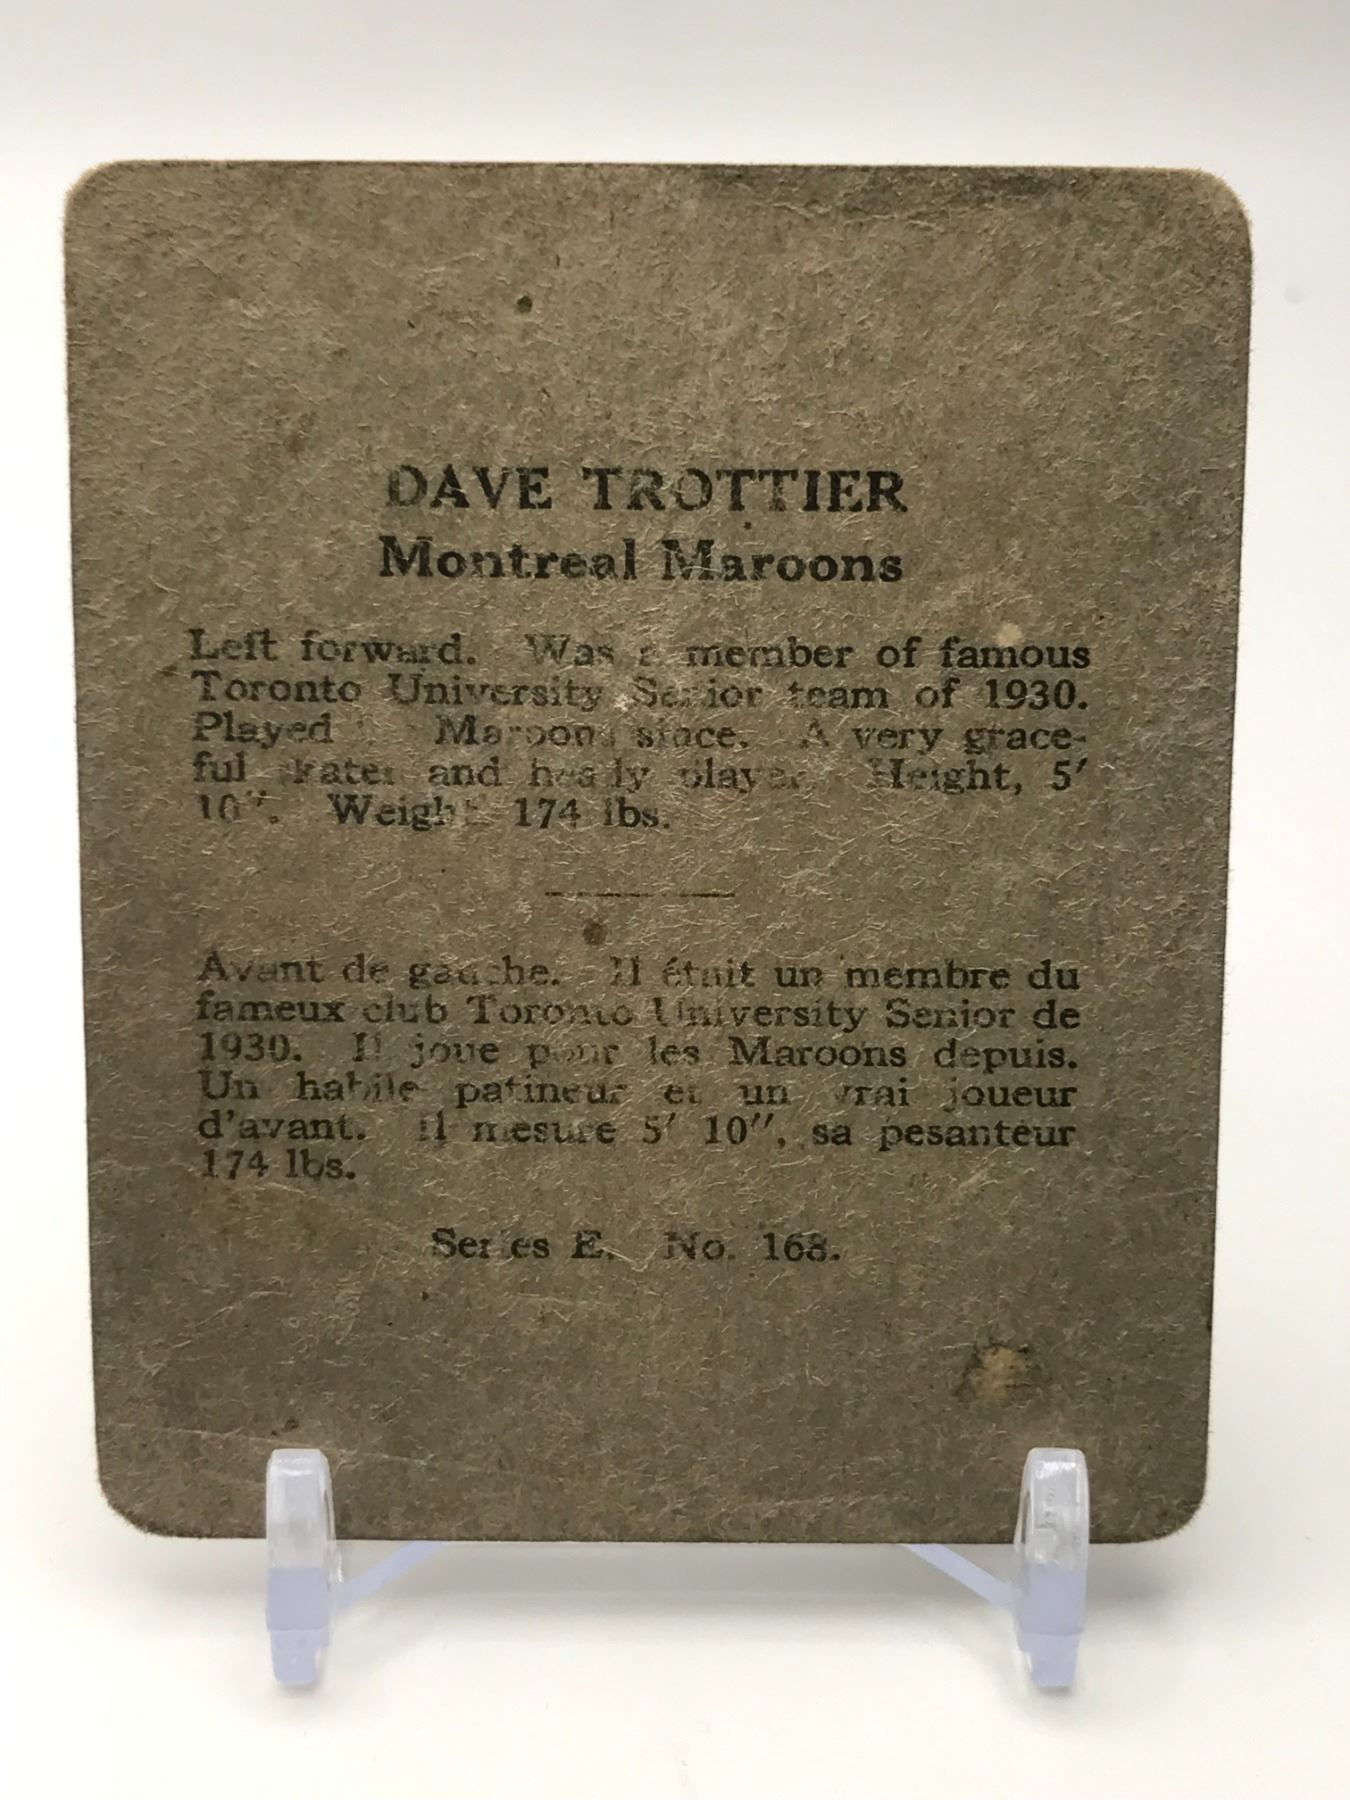 DAVE TROTTIER
Montreal Maroons
Left forward. Was a member of famous
Toronto University Senior team of 1930.
Played Maroons since. A very grace-
ful skater and heady player. Height, 5′
10″. Weight 174 lbs.
Avant de gauche. Il était un membre du
fameux club Toronto University Senior de
1930. Il joue pour les Maroons depuis.
Un habile patineur et un vrai joueur
d'avant. Il mesure 5′ 10″, sa pesanteur
174 lbs.
Series E. No. 168.